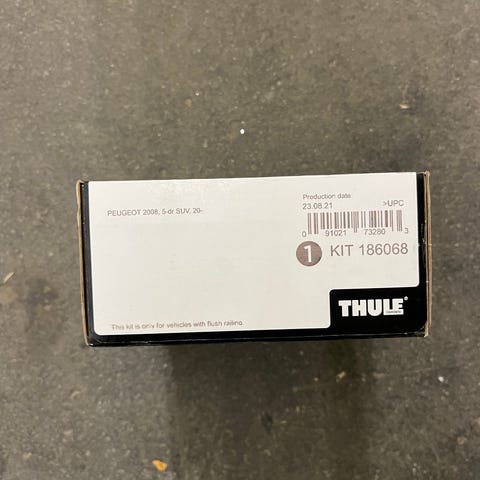 PEUGEOT 2008, 5-dr SUV, 20-
Production date
23.08.21 >UPC
0 91021 73280 3
1 KIT 186068
THULE®
SWEDEN
This kit is only for vehicles with flush railing.